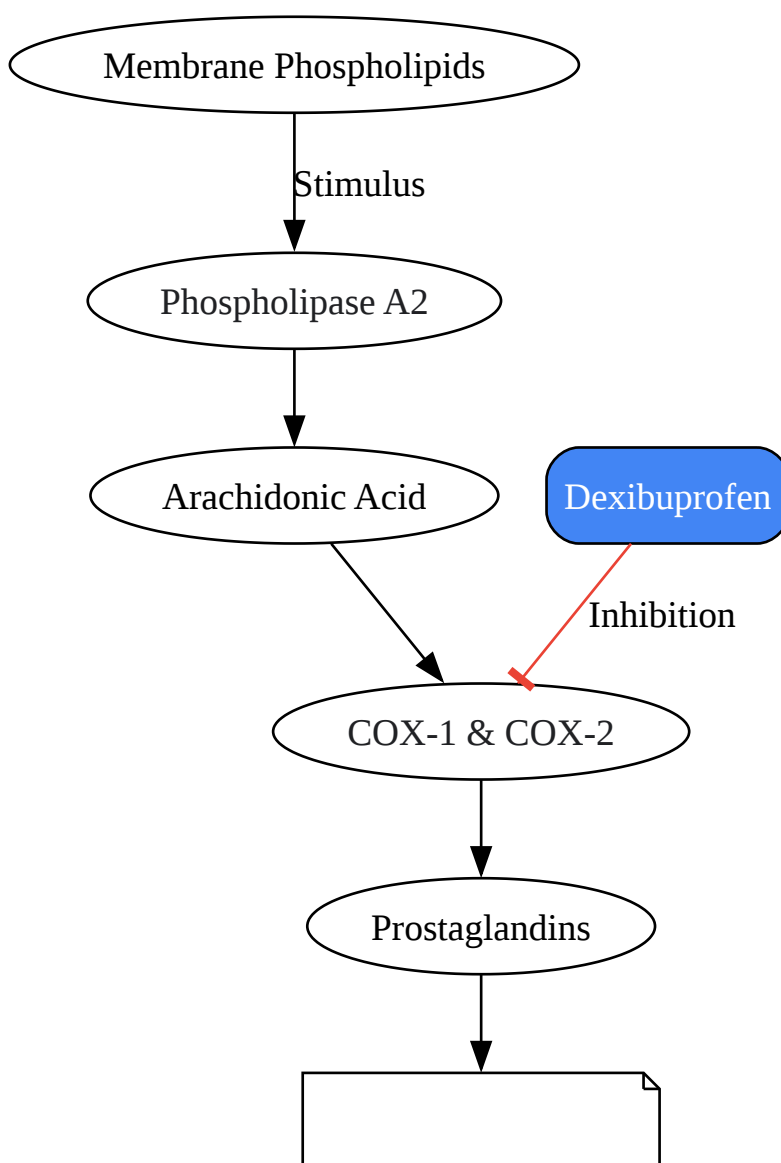 Membrane Phospholipids
Stimulus
Phospholipase A2
Arachidonic Acid
Dexibuprofen
Inhibition
COX-1 & COX-2
Prostaglandins